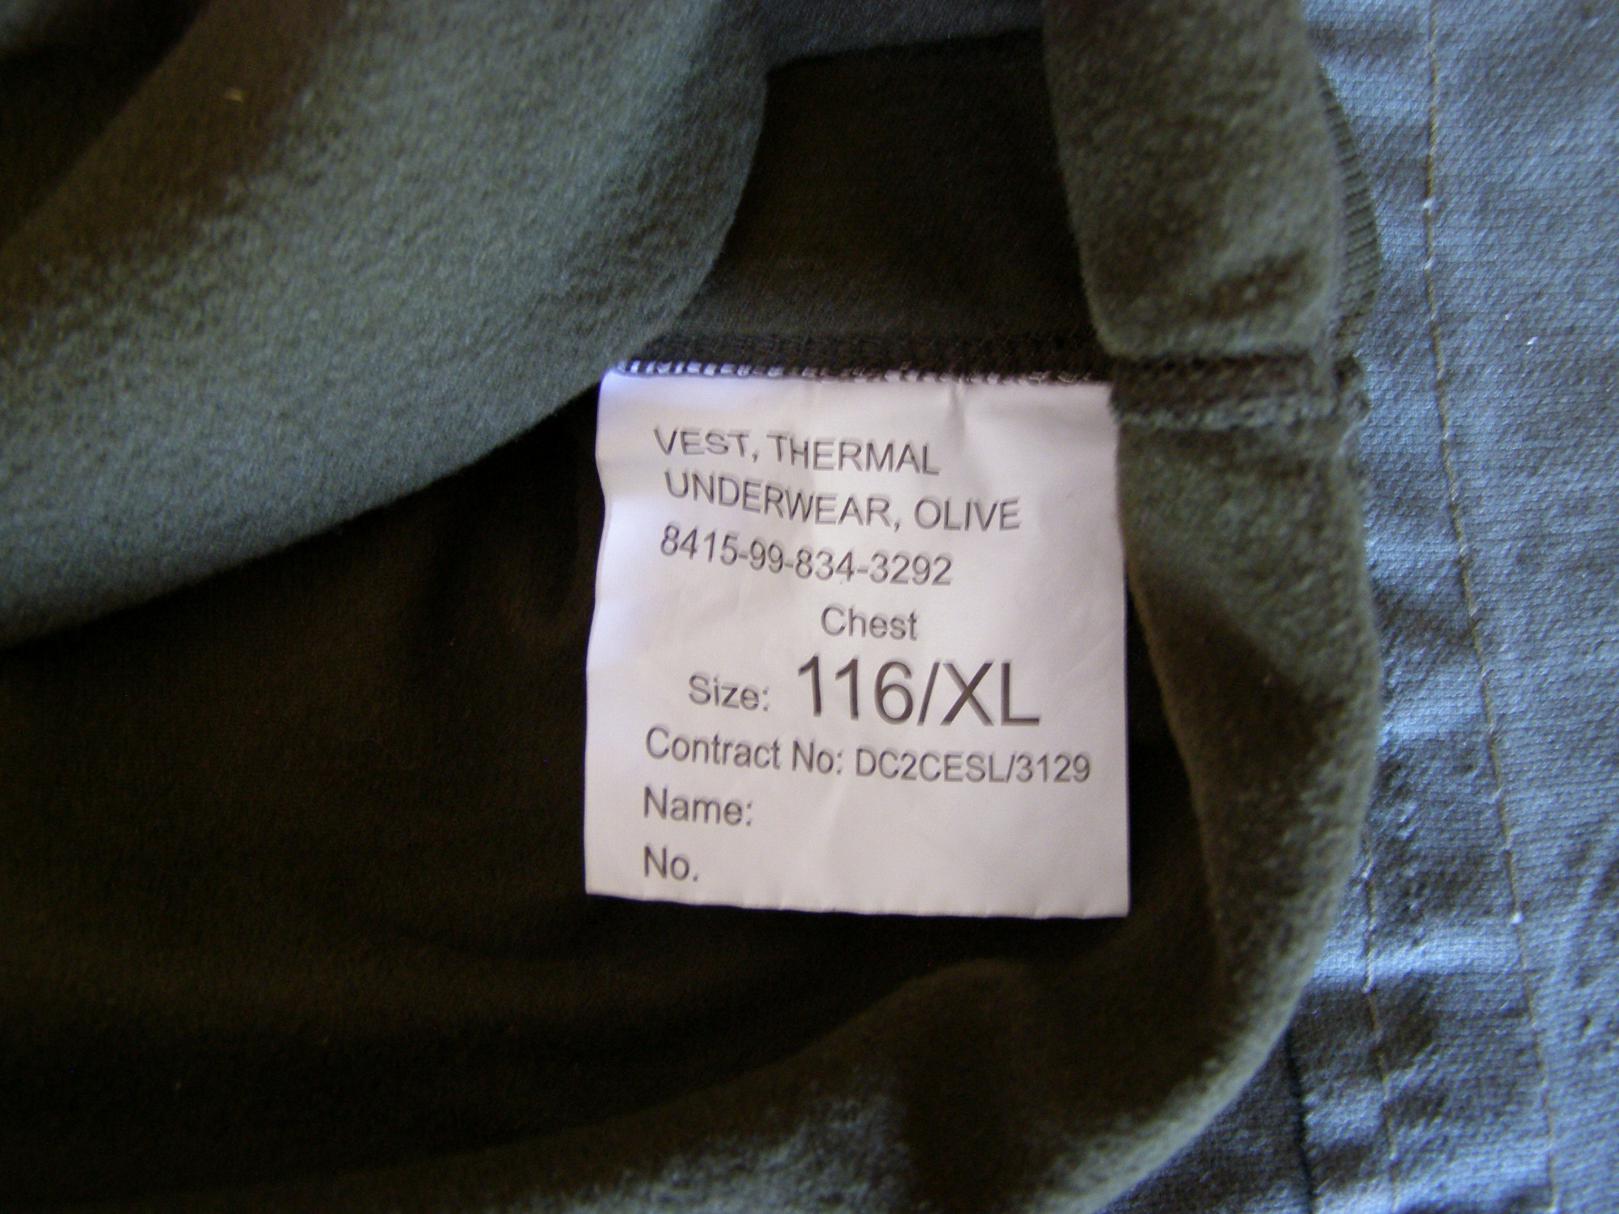 VEST, THERMAL
UNDERWEAR, OLIVE
8415-99-834-3292
Chest
Size: 116/XL
Contract No: DC2CESL/3129
Name:
No.